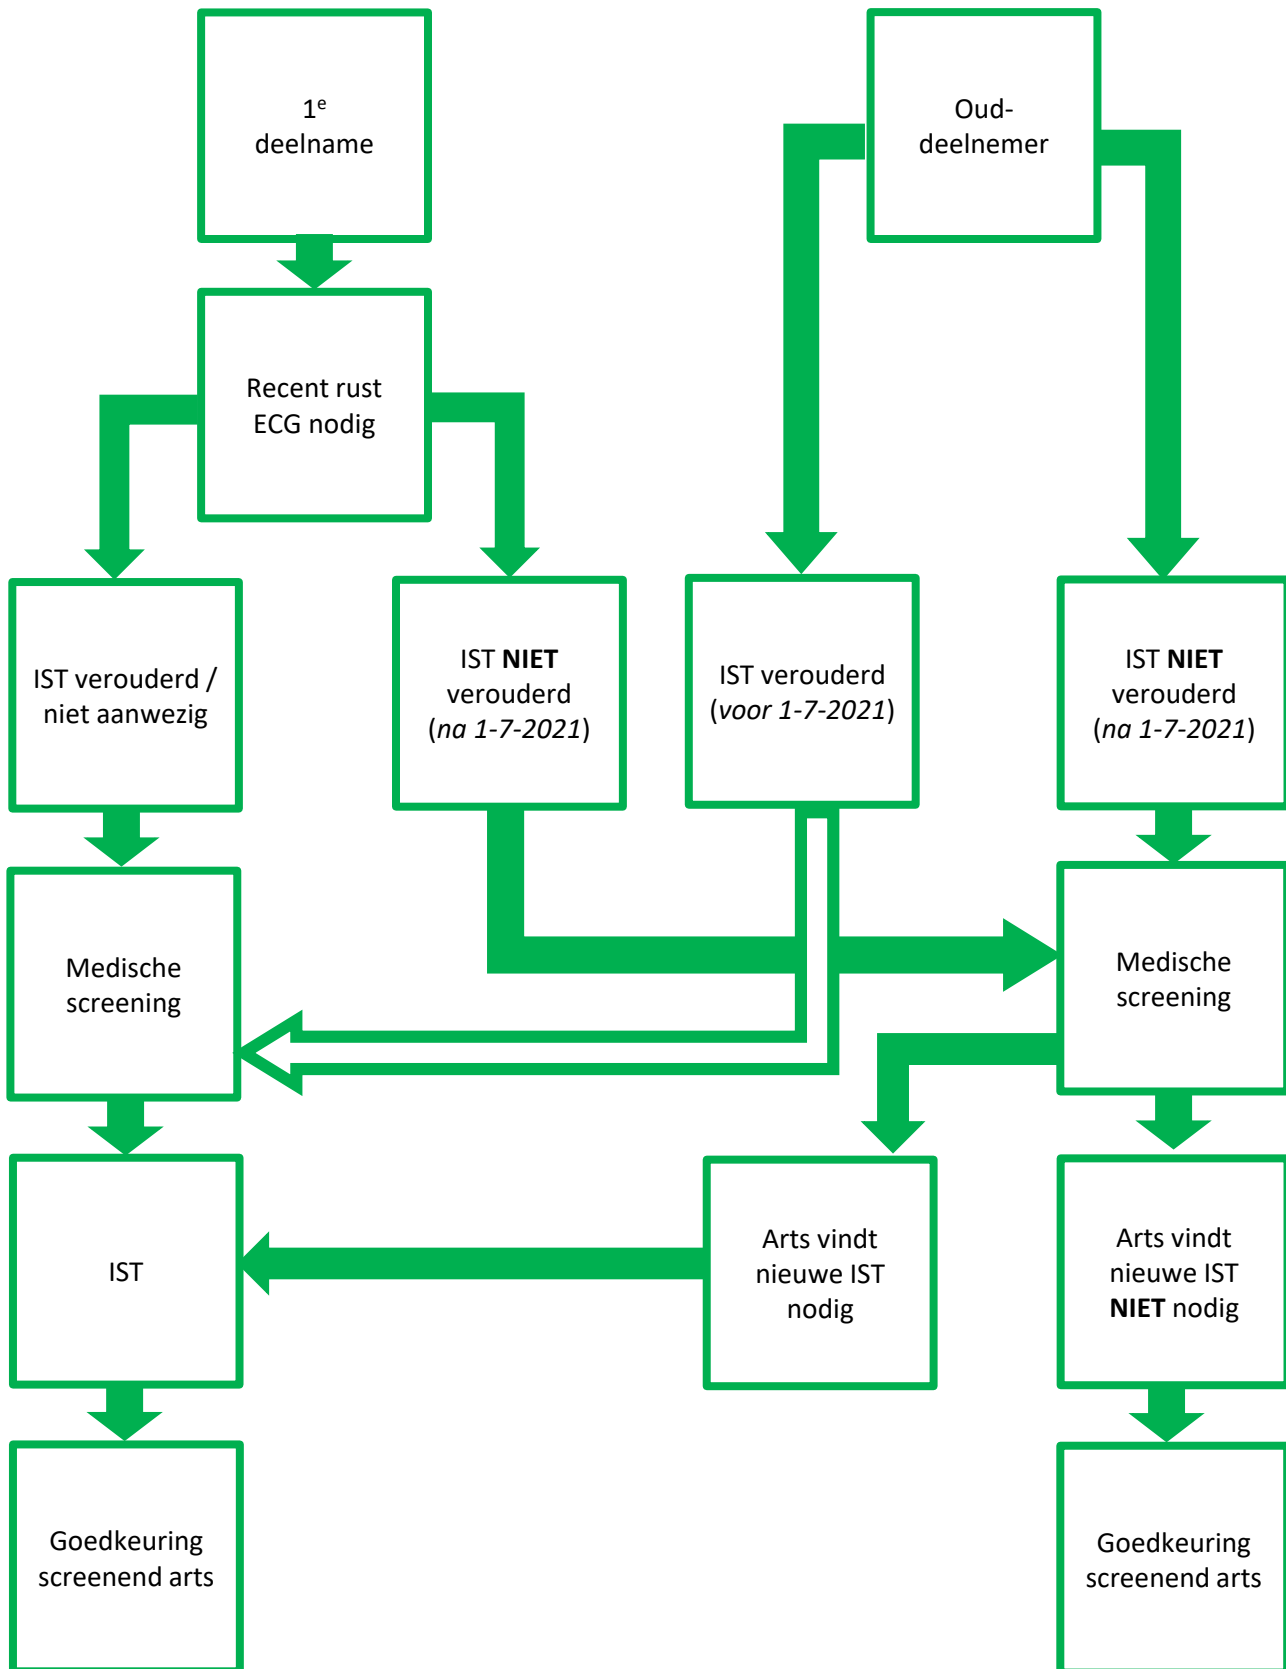 1e
deelname
Oud-
deelnemer
Recent rust
ECG nodig
IST verouderd /
niet aanwezig
IST NIET
verouderd
(na 1-7-2021)
IST verouderd
(voor 1-7-2021)
IST NIET
verouderd
(na 1-7-2021)
Medische
screening
Medische
screening
IST
Arts vindt
nieuwe IST
nodig
Arts vindt
nieuwe IST
NIET nodig
Goedkeuring
screenend arts
Goedkeuring
screenend arts